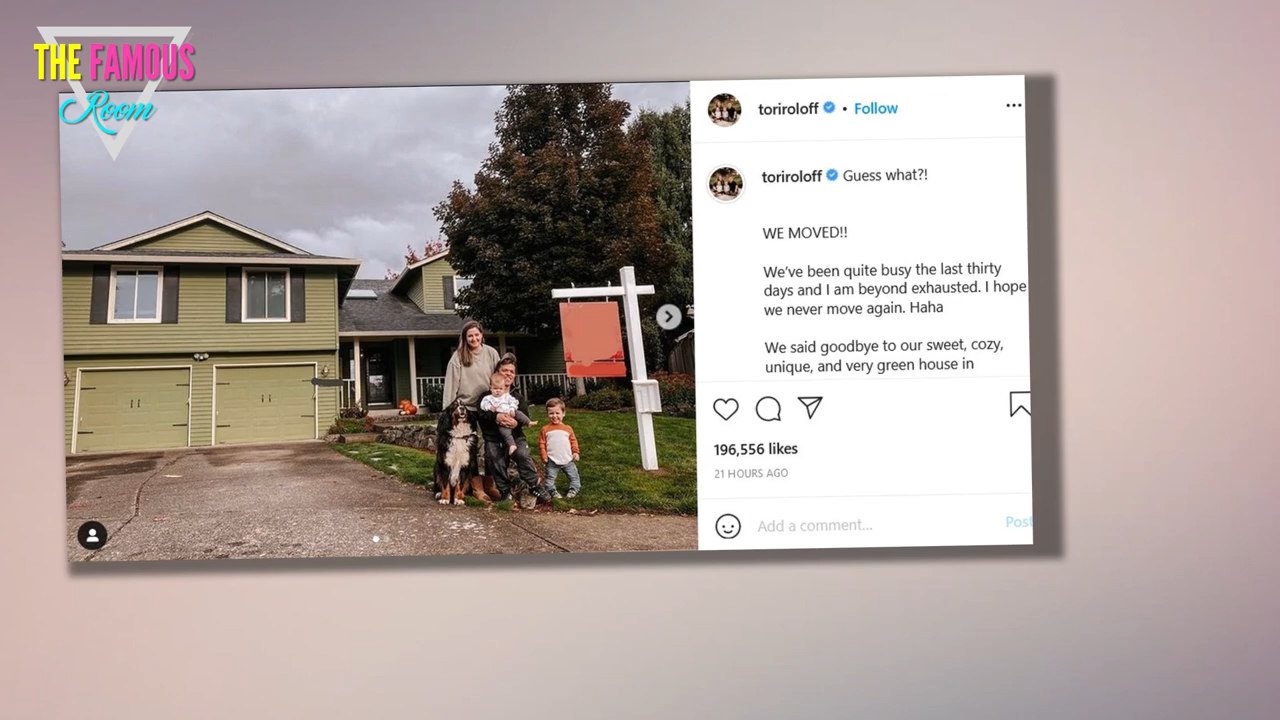 THE FAMOUS
Room
toriroloff • Follow
toriroloff Guess what?!
WE MOVED!!
We've been quite busy the last thirty
days and I am beyond exhausted. I hope
we never move again. Haha
We said goodbye to our sweet, cozy,
unique, and very green house in
196,556 likes
21 HOURS AGO
Add a comment...
Post